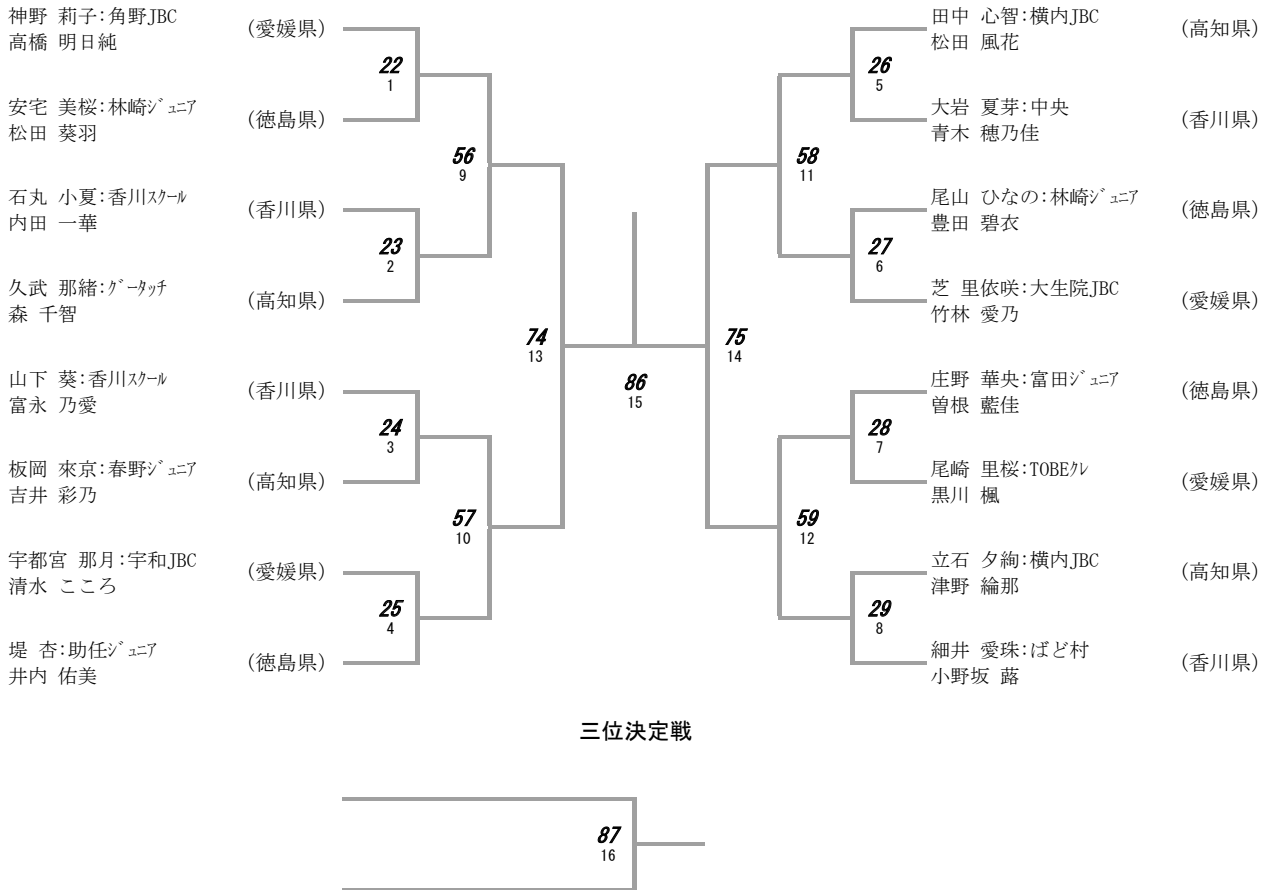 神野 莉子:角野JBC
高橋 明日純
(愛媛県)
22
1
安宅 美桜:林崎ｼﾞｭﾆｱ
松田 葵羽
(徳島県)
56
9
石丸 小夏:香川ｽｸｰﾙ
内田 一華
(香川県)
23
2
久武 那緒:ｸﾞｰﾀｯﾁ
森 千智
(高知県)
74
13
山下 葵:香川ｽｸｰﾙ
富永 乃愛
(香川県)
24
3
板岡 來京:春野ｼﾞｭﾆｱ
吉井 彩乃
(高知県)
57
10
宇都宮 那月:宇和JBC
清水 こころ
(愛媛県)
25
4
堤 杏:助任ｼﾞｭﾆｱ
井内 佑美
(徳島県)
86
15
田中 心智:横内JBC
松田 風花
(高知県)
26
5
大岩 夏芽:中央
青木 穂乃佳
(香川県)
58
11
尾山 ひなの:林崎ｼﾞｭﾆｱ
豊田 碧衣
(徳島県)
27
6
芝 里依咲:大生院JBC
竹林 愛乃
(愛媛県)
75
14
庄野 華央:富田ｼﾞｭﾆｱ
曽根 藍佳
(徳島県)
28
7
尾崎 里桜:TOBEｸﾚ
黒川 楓
(愛媛県)
59
12
立石 夕絢:横内JBC
津野 綸那
(高知県)
29
8
細井 愛珠:ばど村
小野坂 蕗
(香川県)
三位決定戦
87
16